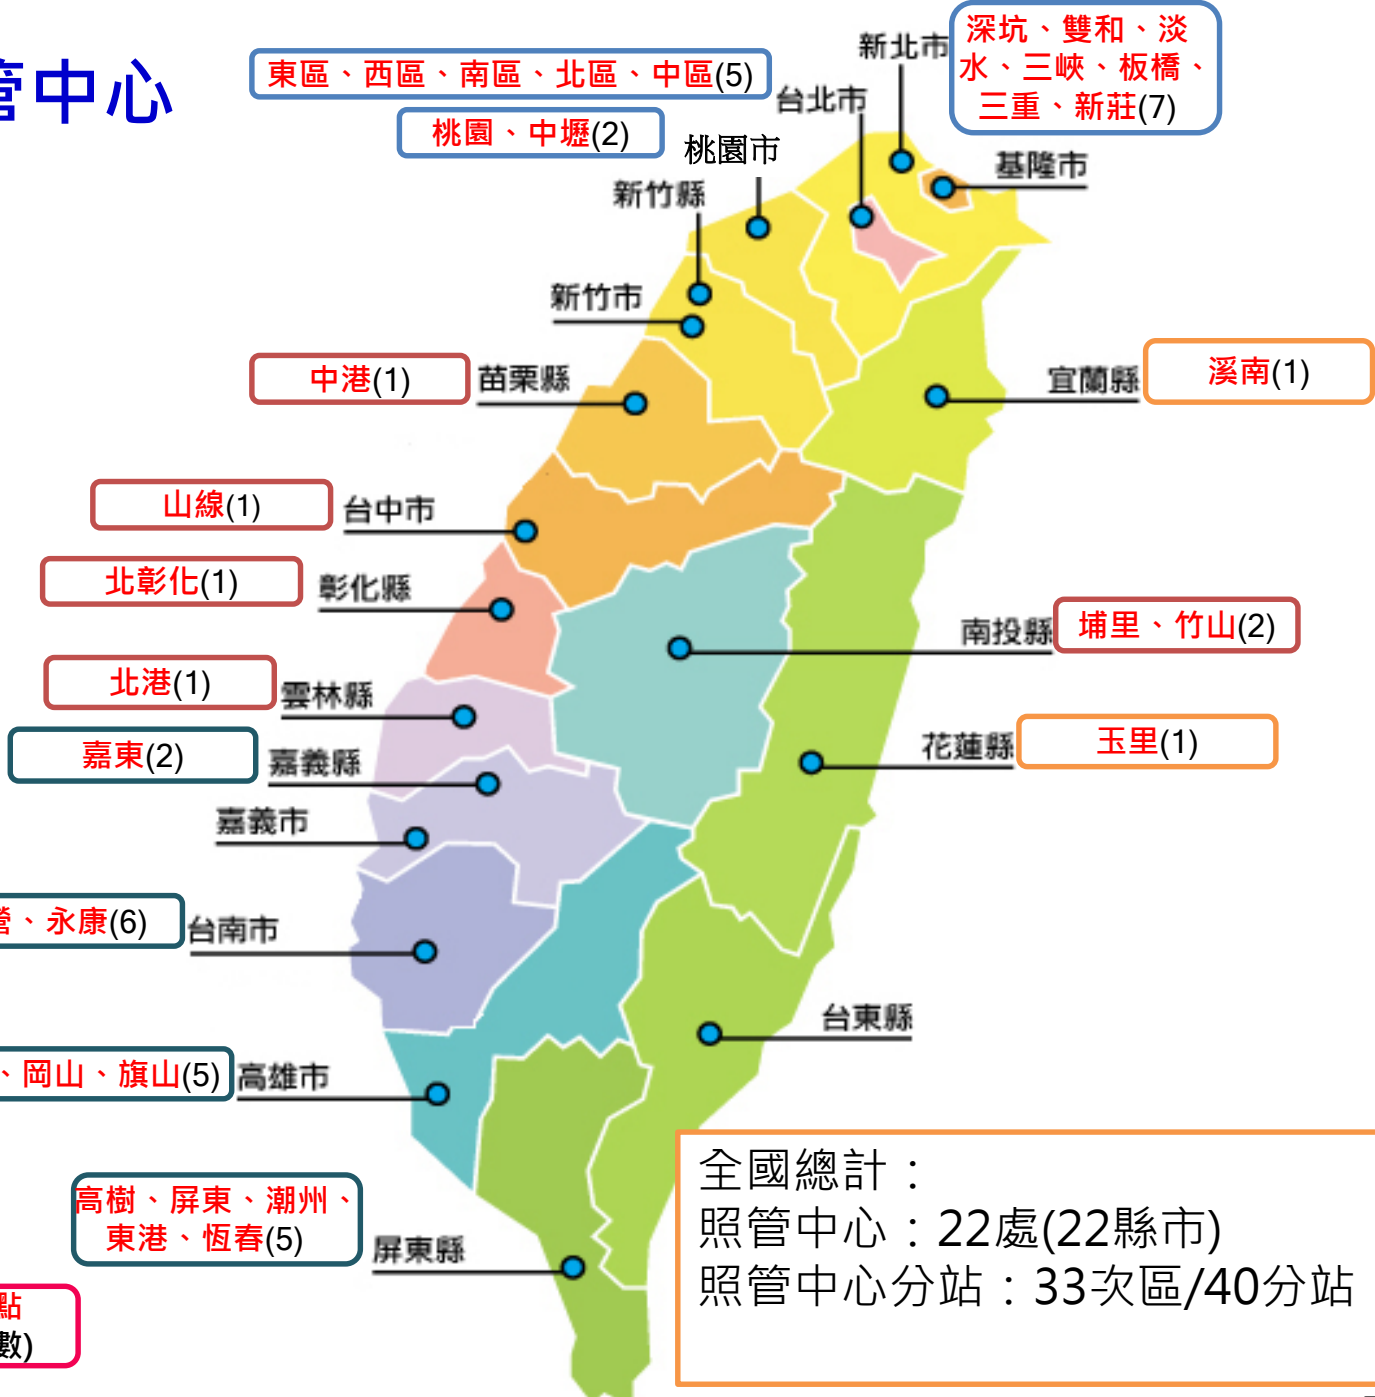 管中心
東區、西區、南區、北區、中區(5)
桃園、中壢(2)
深坑、雙和、淡
水、三峽、板橋、
三重、新莊(7)
新北市
台北市
桃園市
基隆市
新竹縣
新竹市
中港(1)
苗栗縣
宜蘭縣
溪南(1)
山線(1)
台中市
北彰化(1)
彰化縣
南投縣
埔里、竹山(2)
北港(1)
雲林縣
嘉東(2)
嘉義縣
花蓮縣
玉里(1)
嘉義市
營、永康(6)
台南市
台東縣
、岡山、旗山(5)
高雄市
高樹、屏東、潮州、
東港、恆春(5)
屏東縣
全國總計：
照管中心：22處(22縣市)
照管中心分站：33次區/40分站
點
數)